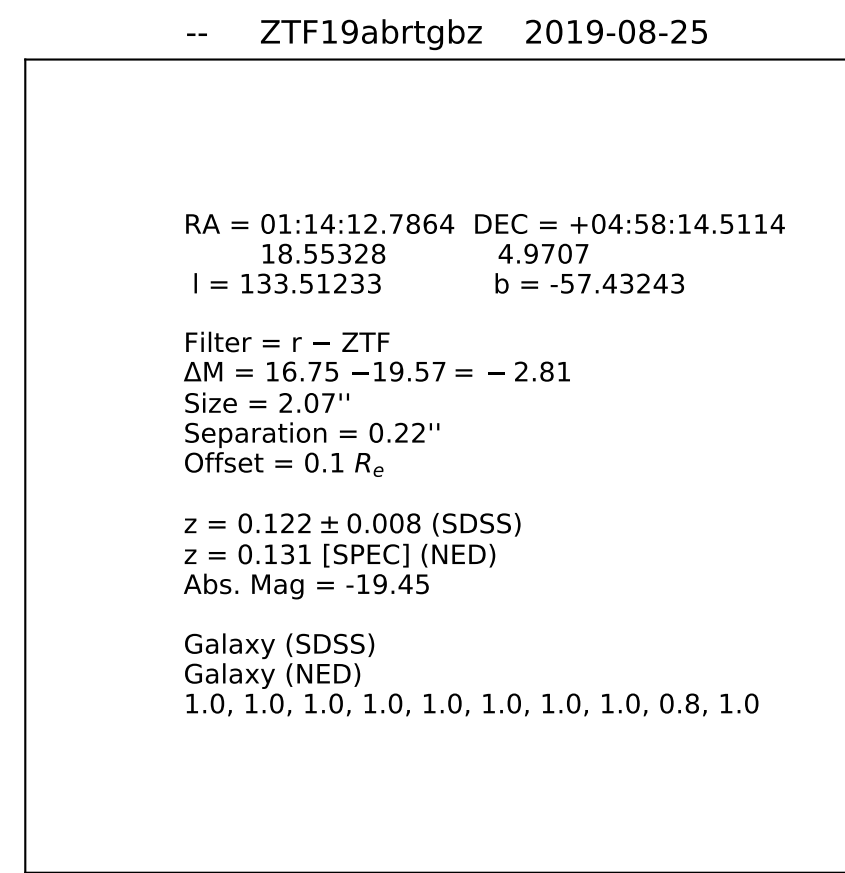 -- ZTF19abrtgbz 2019-08-25
RA = 01:14:12.7864 DEC = +04:58:14.5114
18.55328 4.9707
l = 133.51233 b = -57.43243
Filter = r − ZTF
ΔM = 16.75 −19.57 = − 2.81
Size = 2.07''
Separation = 0.22''
Offset = 0.1 Re
z = 0.122 ± 0.008 (SDSS)
z = 0.131 [SPEC] (NED)
Abs. Mag = -19.45
Galaxy (SDSS)
Galaxy (NED)
1.0, 1.0, 1.0, 1.0, 1.0, 1.0, 1.0, 1.0, 0.8, 1.0